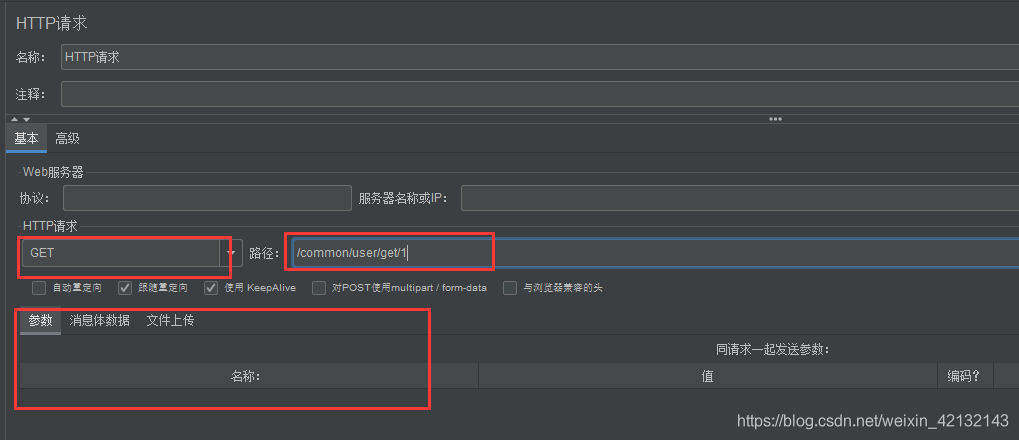 HTTP请求
名称： HTTP请求
注释：
基本 高级
Web服务器
协议： 服务器名称或IP：
HTTP请求
GET 路径： /common/user/get/1
自动重定向 跟随重定向 使用 KeepAlive 对POST使用multipart / form-data 与浏览器兼容的头
参数 消息体数据 文件上传
同请求一起发送参数：
名称： 值 编码？
https://blog.csdn.net/weixin_42132143